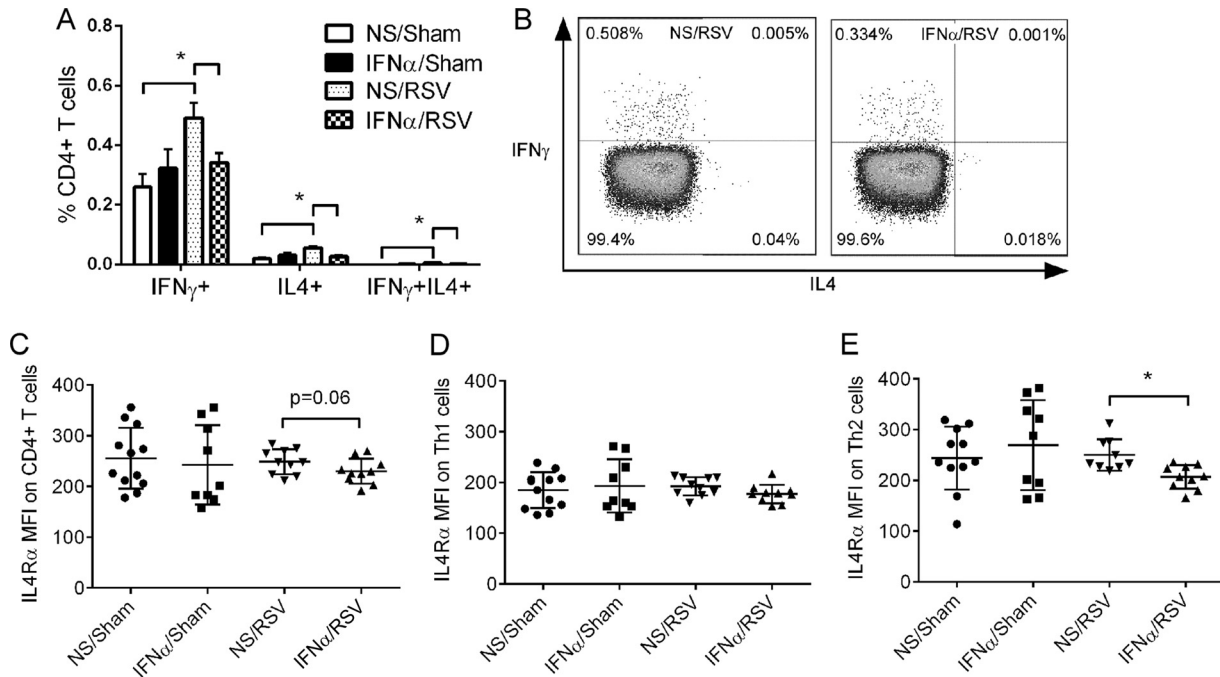 A
% CD4+ T cells
0.8
0.6
0.4
0.2
0.0
*
*
*
NS/Sham
IFNα/Sham
NS/RSV
IFNα/RSV
IFNγ+
IL4+
IFNγ+IL4+
B
0.508%
NS/RSV
0.005%
99.4%
0.04%
0.334%
IFNα/RSV
0.001%
99.6%
0.018%
IFNγ
IL4
C
IL4Rα MFI on CD4+ T cells
400
300
200
100
0
p=0.06
NS/Sham
IFNα/Sham
NS/RSV
IFNα/RSV
D
IL4Rα MFI on Th1 cells
400
300
200
100
0
NS/Sham
IFNα/Sham
NS/RSV
IFNα/RSV
E
IL4Rα MFI on Th2 cells
400
300
200
100
0
*
NS/Sham
IFNα/Sham
NS/RSV
IFNα/RSV